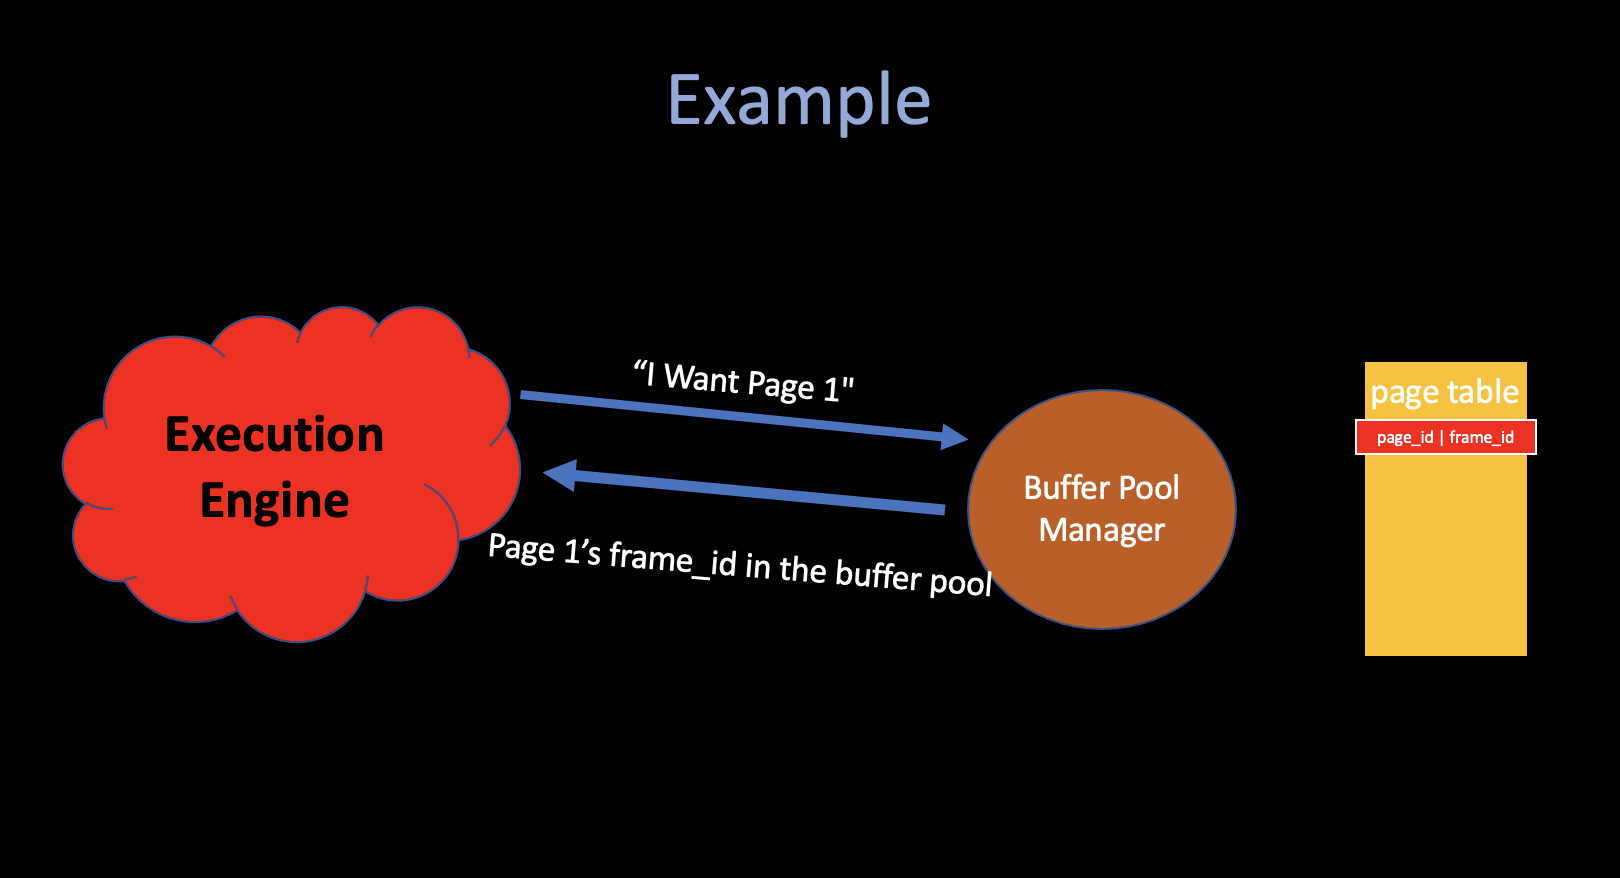 Example
“I Want Page 1"
Execution
Engine
Page 1’s frame_id in the buffer pool
Buffer Pool
Manager
page table
page_id | frame_id